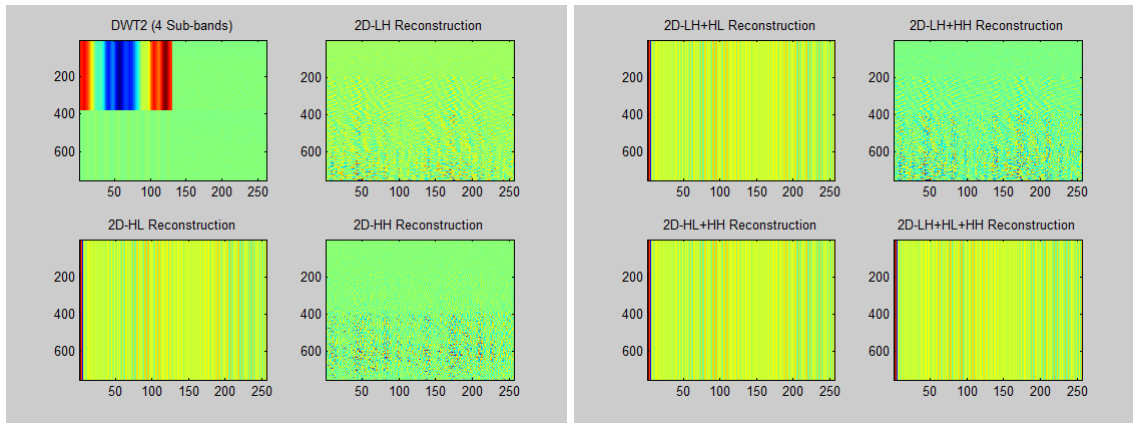 DWT2 (4 Sub-bands)
200
400
600
50 100 150 200 250
2D-LH Reconstruction
200
400
600
50 100 150 200 250
2D-HL Reconstruction
200
400
600
50 100 150 200 250
2D-HH Reconstruction
200
400
600
50 100 150 200 250
2D-LH+HL Reconstruction
200
400
600
50 100 150 200 250
2D-LH+HH Reconstruction
200
400
600
50 100 150 200 250
2D-HL+HH Reconstruction
200
400
600
50 100 150 200 250
2D-LH+HL+HH Reconstruction
200
400
600
50 100 150 200 250